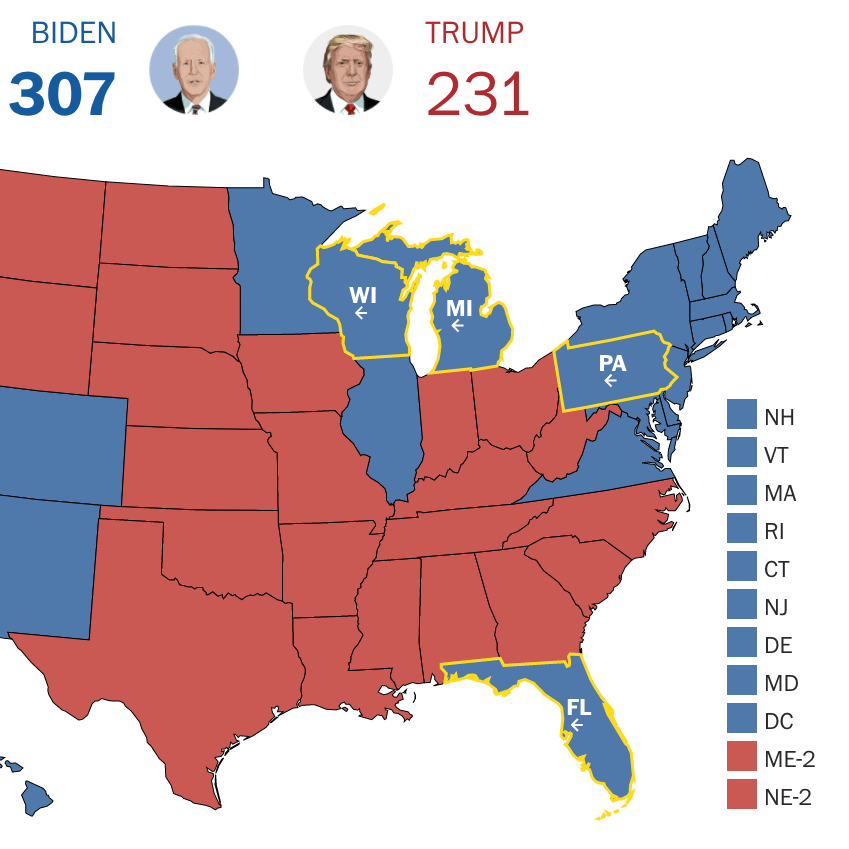 BIDEN
307
TRUMP
231
WI
←
MI
←
PA
←
FL
←
NH
VT
MA
RI
CT
NJ
DE
MD
DC
ME-2
NE-2